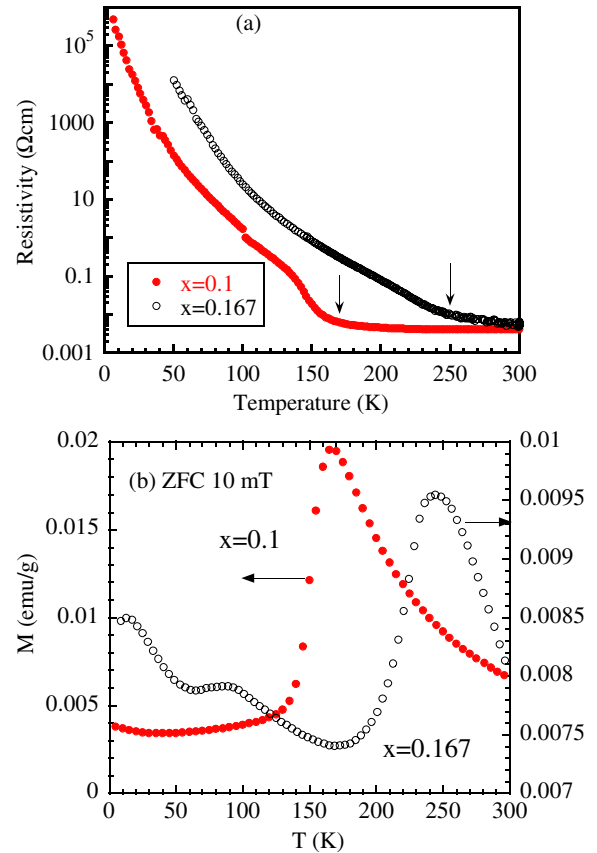 (a)
10^5
1000
10
0.1
0.001
Resistivity (Ωcm)
x=0.1
x=0.167
0 50 100 150 200 250 300
Temperature (K)
(b) ZFC 10 mT
0.02
0.015
0.01
0.005
0
M (emu/g)
x=0.1
x=0.167
0.01
0.0095
0.009
0.0085
0.008
0.0075
0.007
0 50 100 150 200 250 300
T (K)